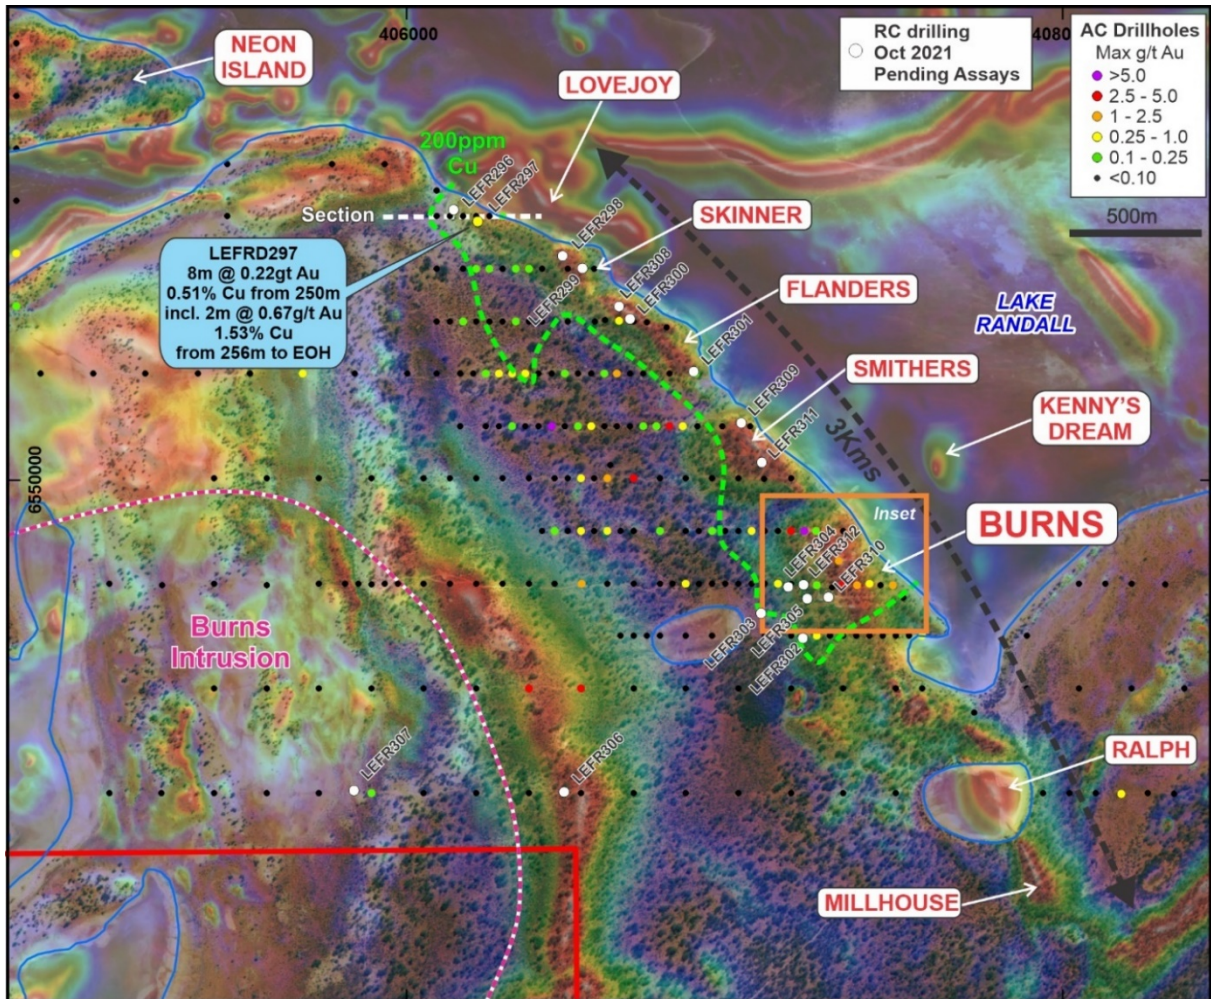 406000
4080
NEON
ISLAND
LOVEJOY
RC drilling
Oct 2021
Pending Assays
AC Drillholes
Max g/t Au
>5.0
2.5 - 5.0
1 - 2.5
0.25 - 1.0
0.1 - 0.25
<0.10
500m
200ppm
Cu
LEFR296
LEFR297
Section
LEFR298
SKINNER
LEFRD297
8m @ 0.22gt Au
0.51% Cu from 250m
incl. 2m @ 0.67g/t Au
1.53% Cu
from 256m to EOH
LEFR299
LEFR308
LEFR300
FLANDERS
LAKE
RANDALL
LEFR301
SMITHERS
LEFR309
KENNY'S
DREAM
LEFR311
3Kms
6550000
Inset
BURNS
LEFR304
LEFR312
LEFR310
LEFR303
LEFR305
LEFR302
Burns
Intrusion
LEFR307
LEFR306
RALPH
MILLHOUSE